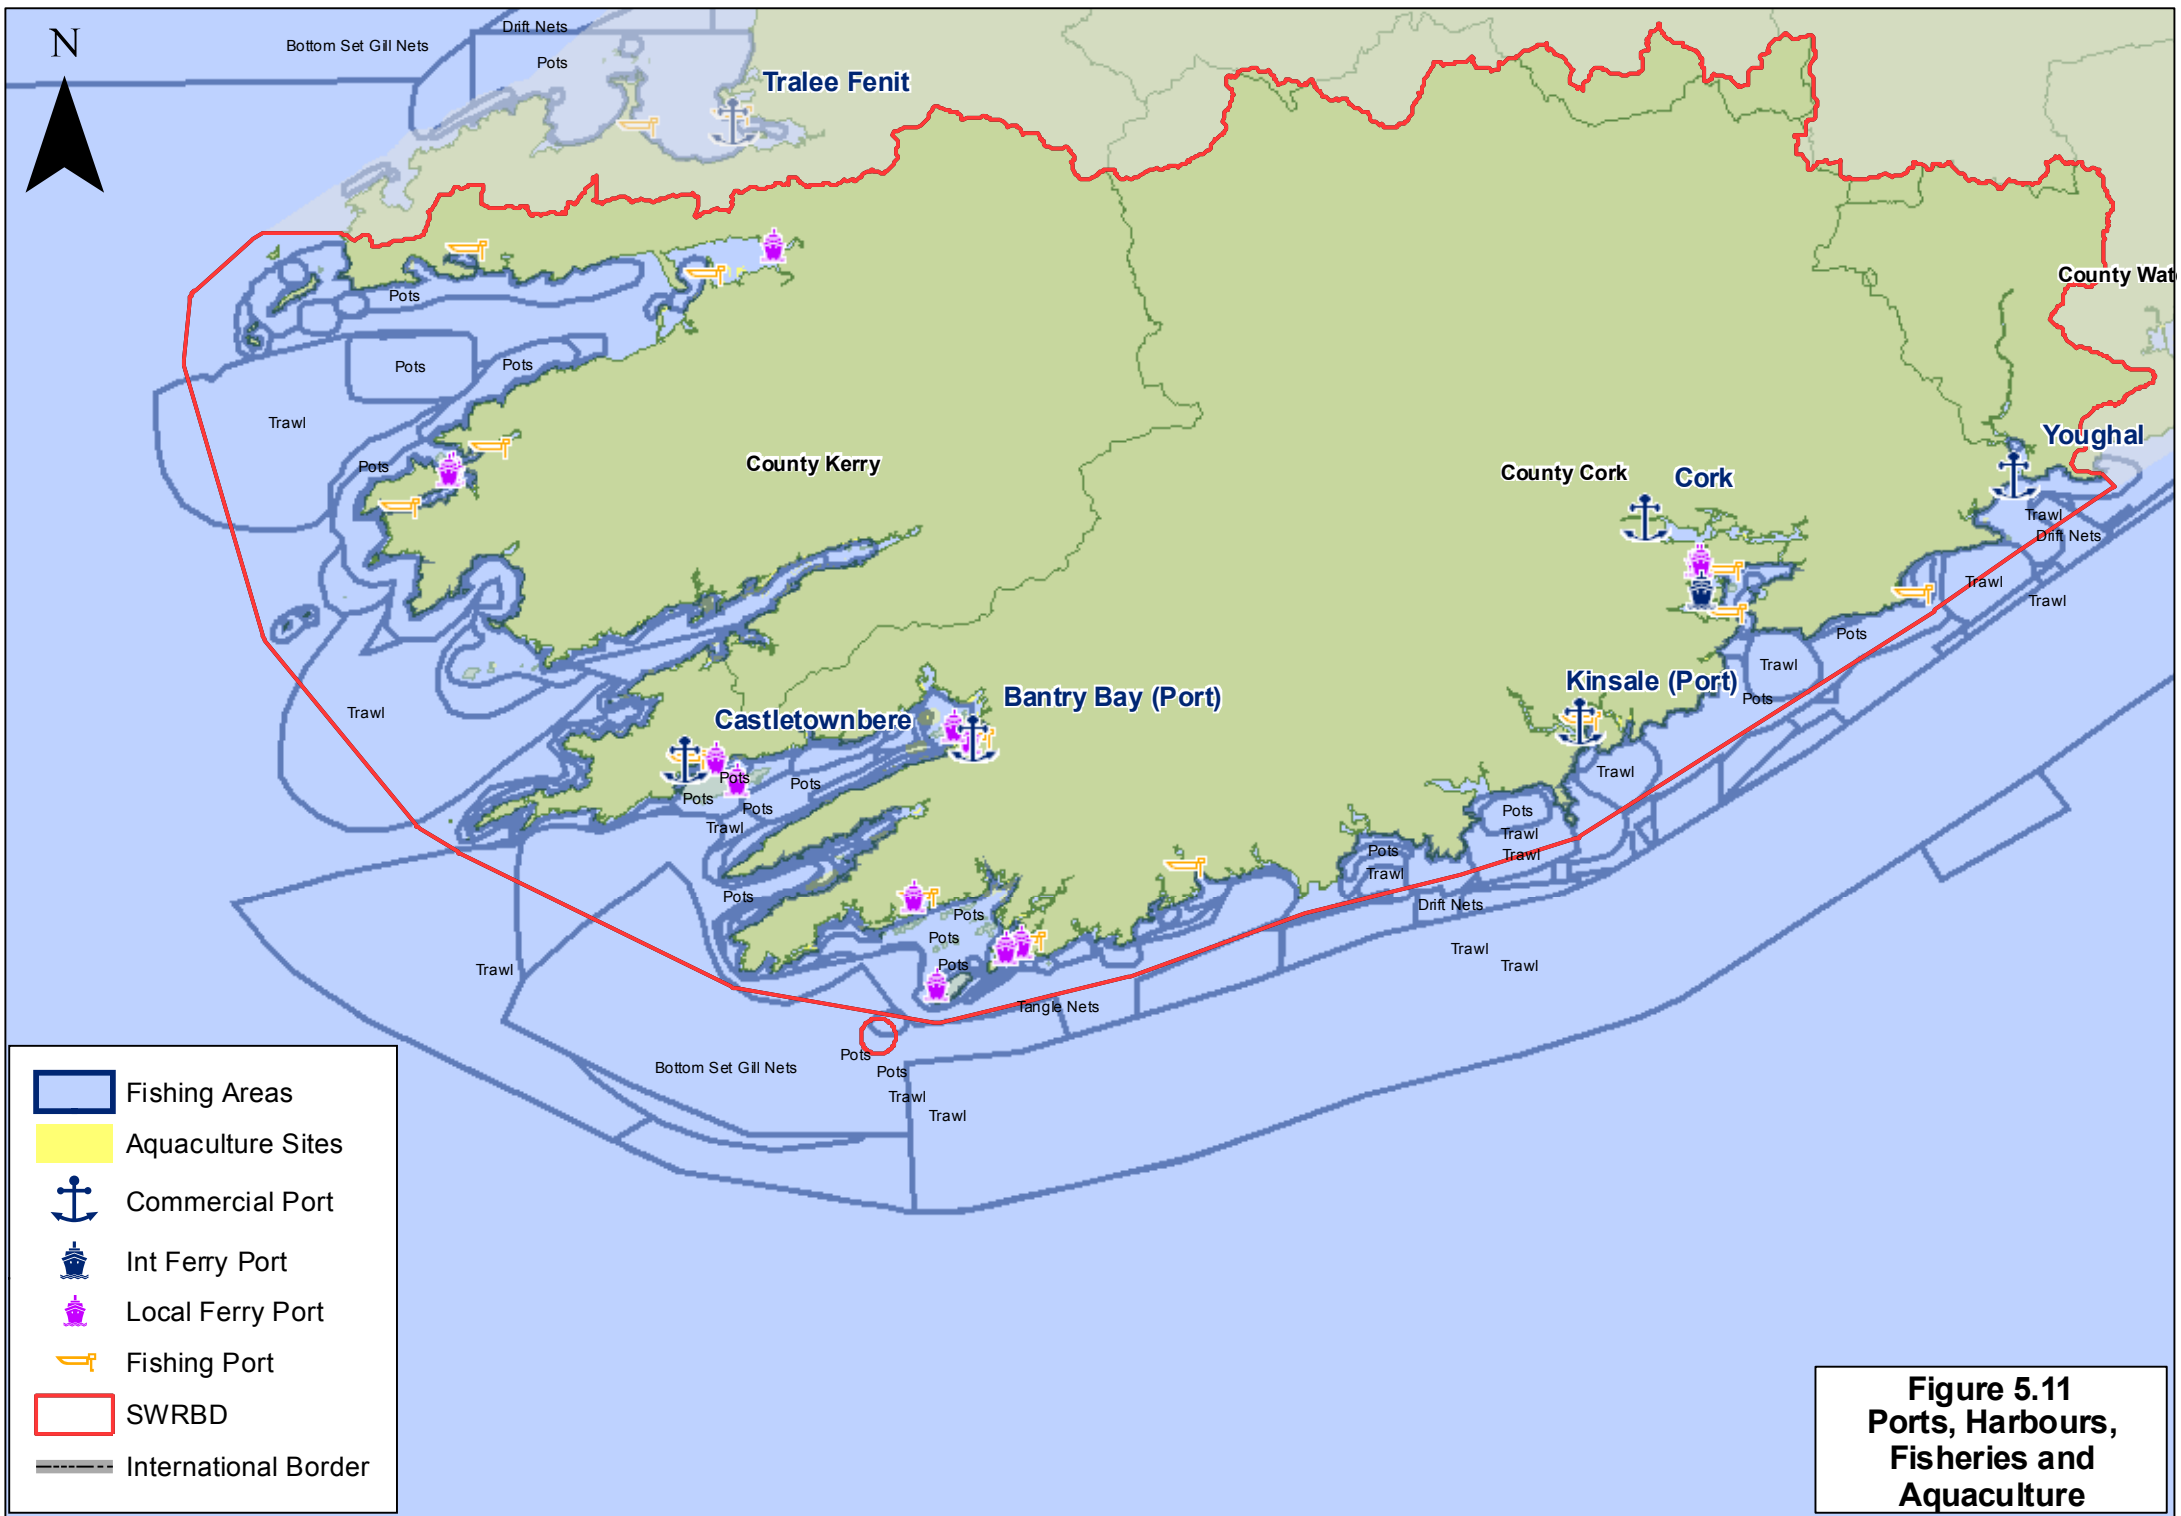 Drift Nets
N
Bottom Set Gill Nets
Pots
Tralee Fenit
County Wat
Pots
Pots
Pots
Trawl
Youghal
Pots
County Kerry
County Cork
Cork
Trawl
Drift Nets
Trawl
Trawl
Pots
Trawl
Kinsale (Port)
Pots
Bantry Bay (Port)
Castletownbere
Trawl
Trawl
Pots
Pots
Pots
Pots
Trawl
Pots
Trawl
Trawl
Pots
Trawl
Pots
Drift Nets
Pots
Pots
Trawl
Pots
Trawl
Trawl
Tangle Nets
Pots
Bottom Set Gill Nets
Pots
Trawl
Trawl
Fishing Areas
Aquaculture Sites
Commercial Port
Int Ferry Port
Local Ferry Port
Fishing Port
SWRBD
International Border
Figure 5.11
Ports, Harbours,
Fisheries and
Aquaculture